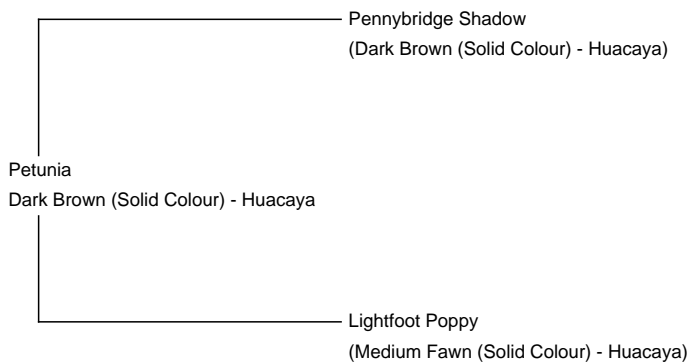 Pennybridge Shadow
(Dark Brown (Solid Colour) - Huacaya)
Petunia
Dark Brown (Solid Colour) - Huacaya
Lightfoot Poppy
(Medium Fawn (Solid Colour) - Huacaya)